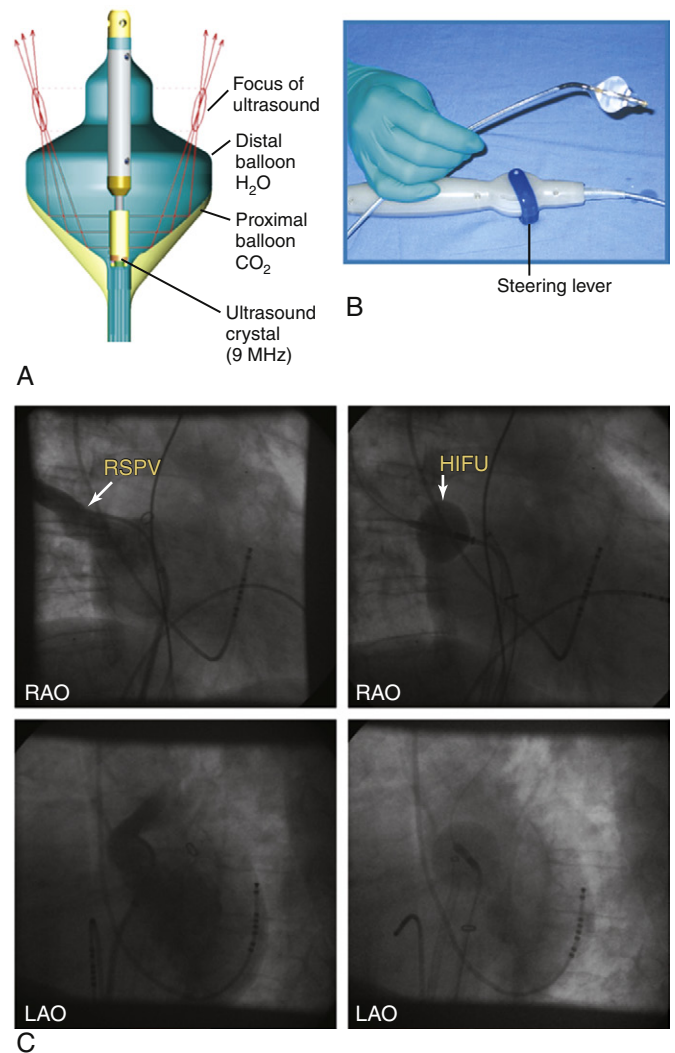 Focus of
ultrasound
Distal
balloon
H₂O
Proximal
balloon
CO₂
Ultrasound
crystal
(9 MHz)
A
Steering lever
B
RSPV
RAO
HIFU
RAO
LAO
LAO
C